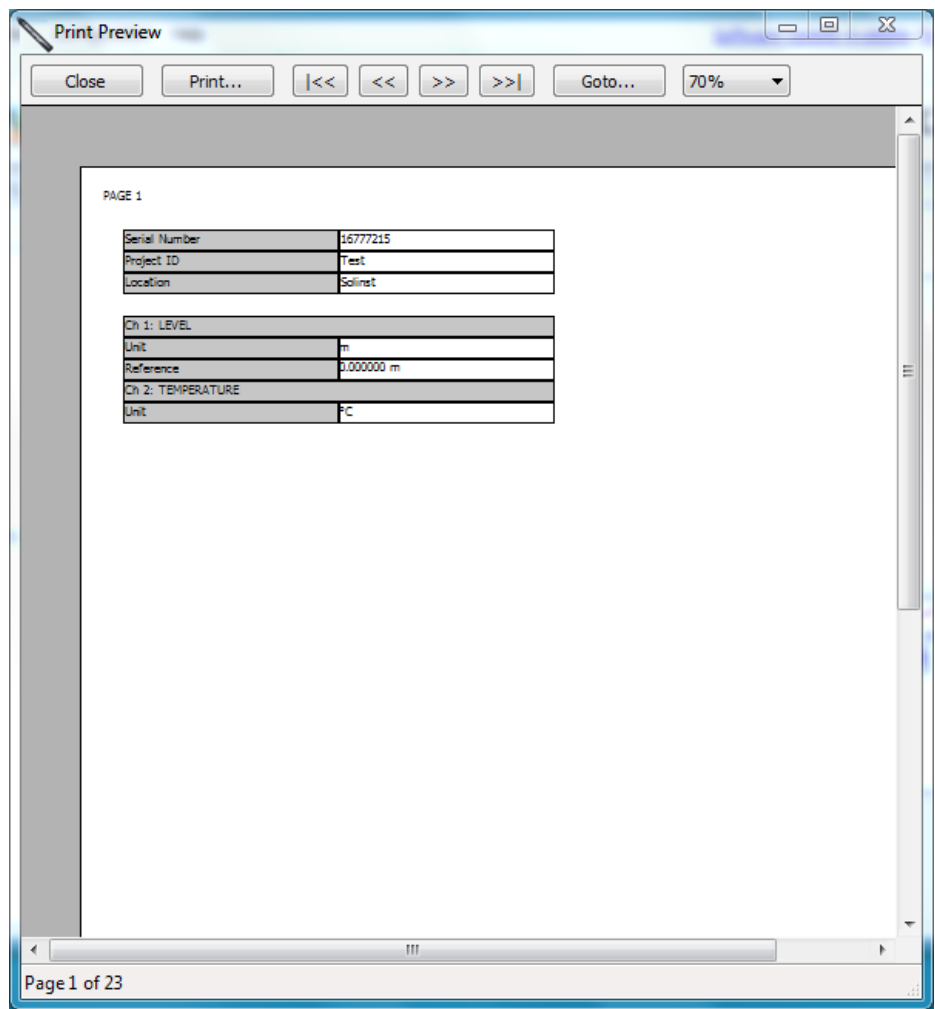 Print Preview
Close Print... |<< << >> >>| Goto... 70%
PAGE 1
Serial Number 16777215
Project ID Test
Location Solinst
Ch 1: LEVEL
Unit m
Reference 0.000000 m
Ch 2: TEMPERATURE
Unit °C
Page 1 of 23